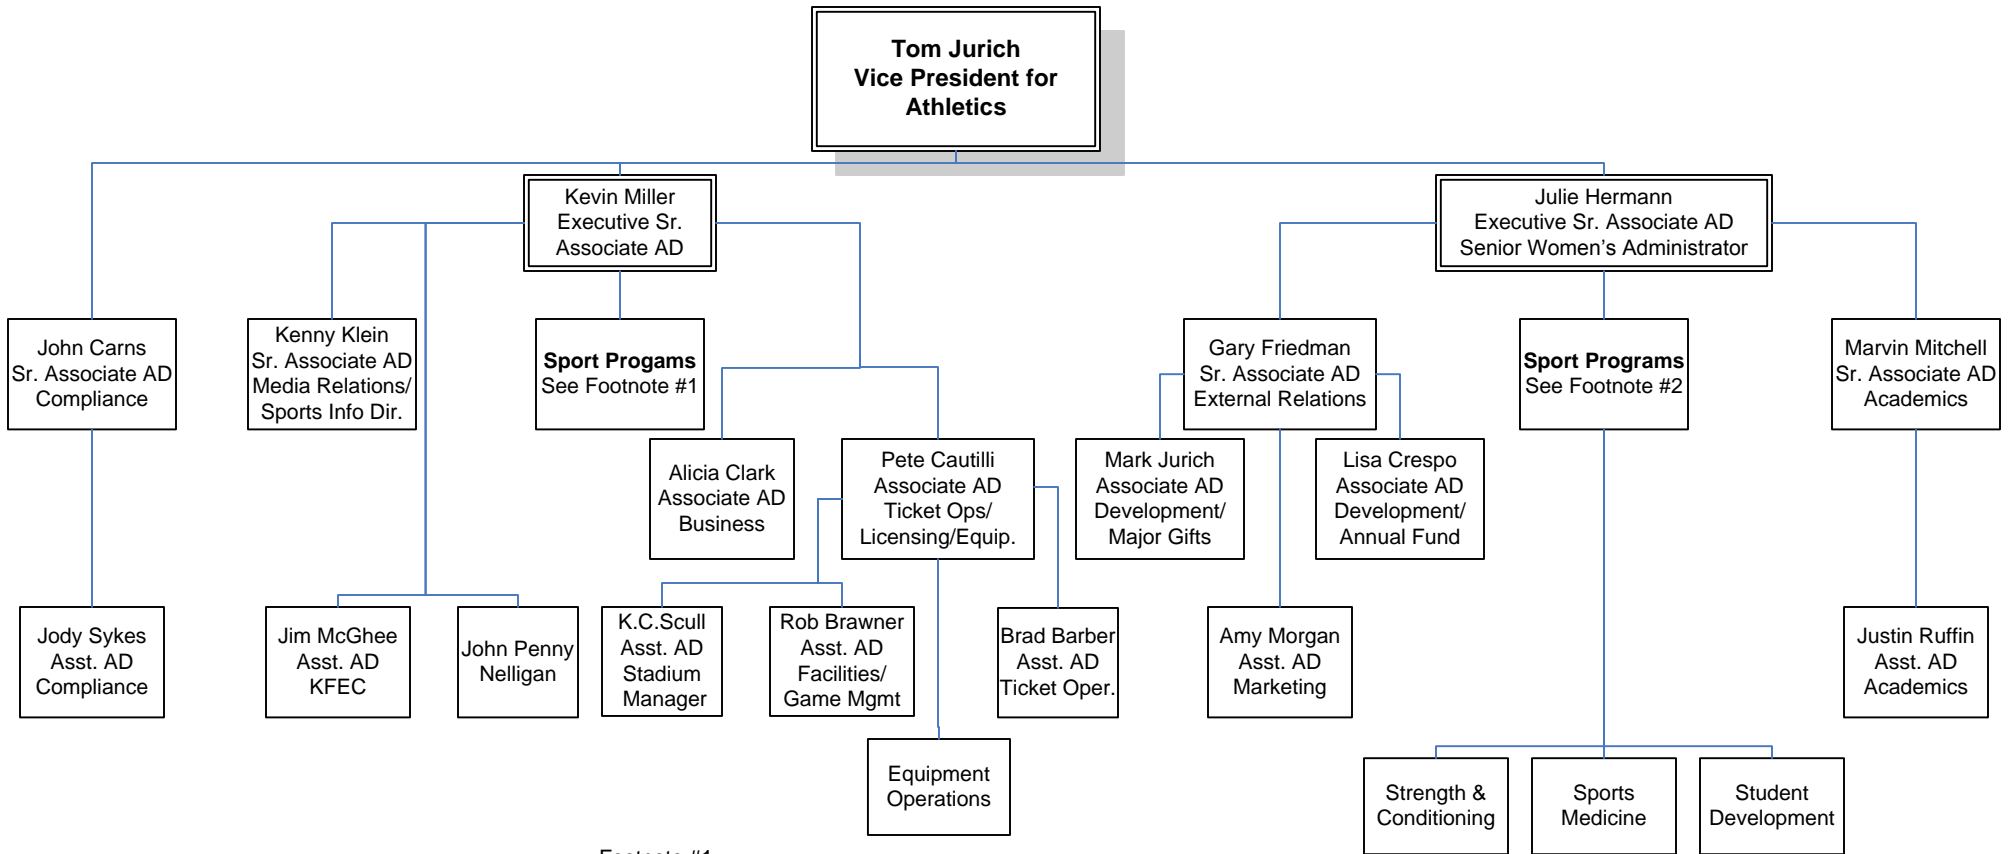 Tom Jurich
Vice President for
Athletics
Kevin Miller
Executive Sr.
Associate AD
Julie Hermann
Executive Sr. Associate AD
Senior Women's Administrator
John Carns
Sr. Associate AD
Compliance
Kenny Klein
Sr. Associate AD
Media Relations/
Sports Info Dir.
Sport Progams
See Footnote #1
Gary Friedman
Sr. Associate AD
External Relations
Sport Programs
See Footnote #2
Marvin Mitchell
Sr. Associate AD
Academics
Alicia Clark
Associate AD
Business
Pete Cautilli
Associate AD
Ticket Ops/
Licensing/Equip.
Mark Jurich
Associate AD
Development/
Major Gifts
Lisa Crespo
Associate AD
Development/
Annual Fund
Jody Sykes
Asst. AD
Compliance
Jim McGhee
Asst. AD
KFEC
John Penny
Nelligan
K.C.Scull
Asst. AD
Stadium
Manager
Rob Brawner
Asst. AD
Facilities/
Game Mgmt
Brad Barber
Asst. AD
Ticket Oper.
Amy Morgan
Asst. AD
Marketing
Justin Ruffin
Asst. AD
Academics
Equipment
Operations
Strength &
Conditioning
Sports
Medicine
Student
Development
Footnote #1